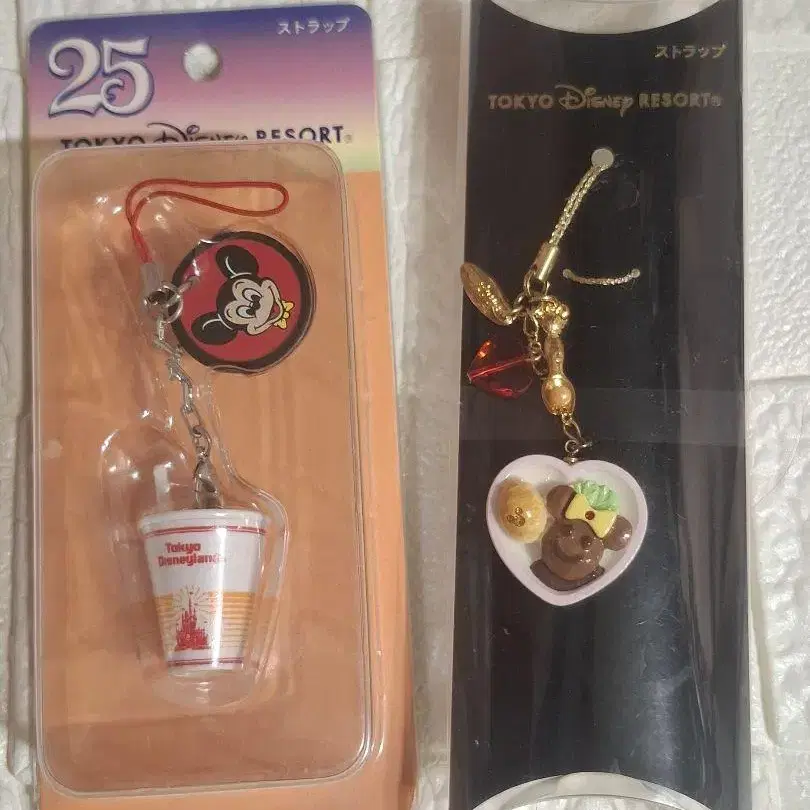 25
ストラップ
TOKYO Disney RESORT®
Tokyo
Disneyland
ストラップ
TOKYO Disney RESORT®